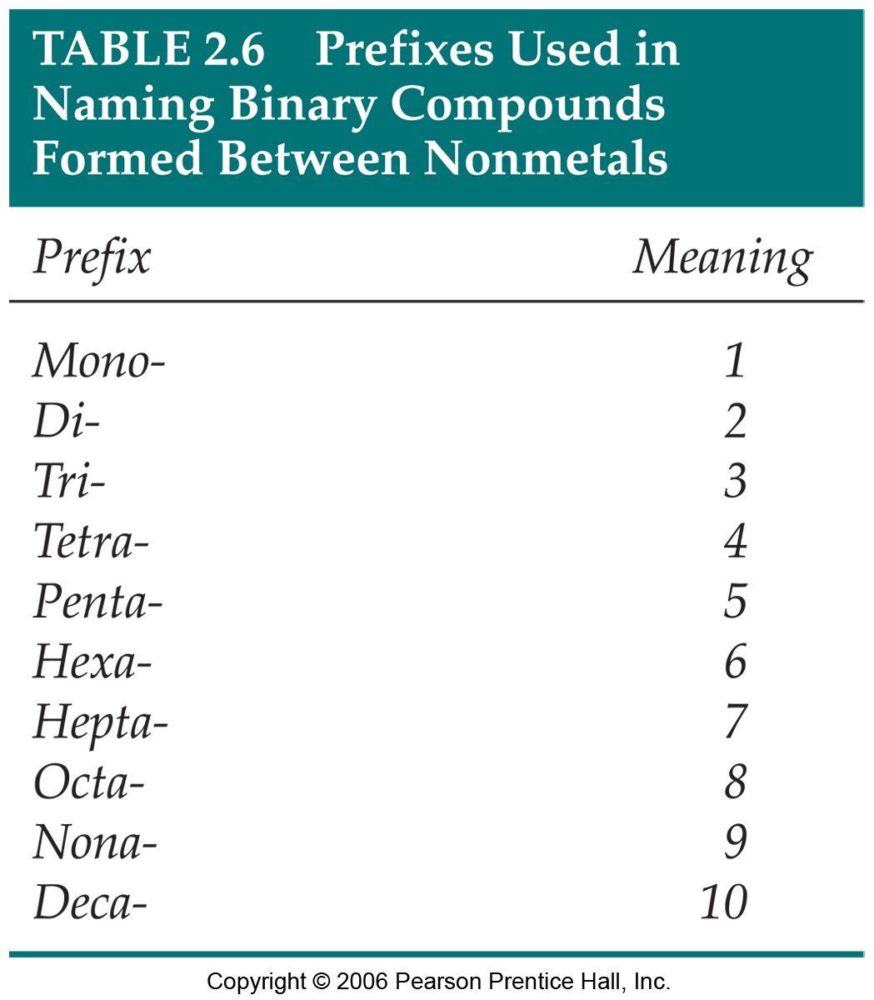 TABLE 2.6 Prefixes Used in
Naming Binary Compounds
Formed Between Nonmetals
Prefix Meaning
Mono- 1
Di- 2
Tri- 3
Tetra- 4
Penta- 5
Hexa- 6
Hepta- 7
Octa- 8
Nona- 9
Deca- 10
Copyright © 2006 Pearson Prentice Hall, Inc.